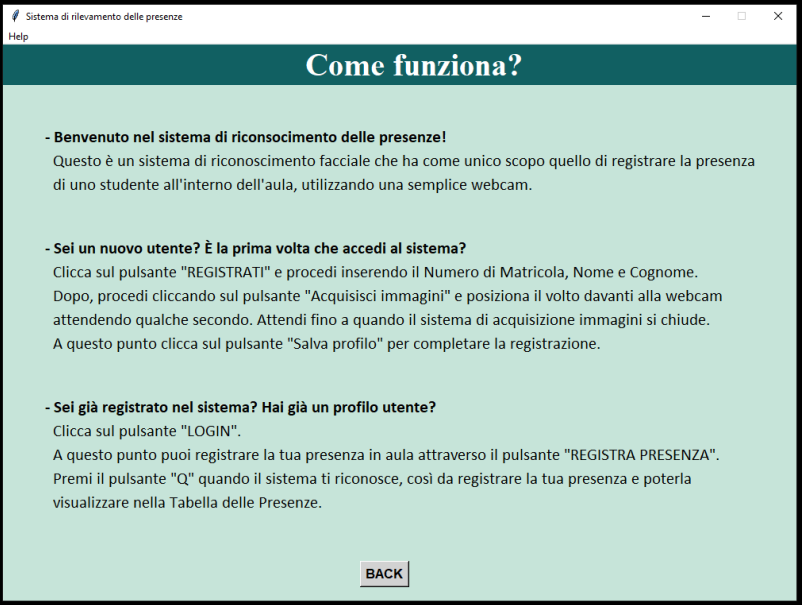 Sistema di rilevamento delle presenze
Help
Come funziona?
- Benvenuto nel sistema di riconsocimento delle presenze!
Questo è un sistema di riconoscimento facciale che ha come unico scopo quello di registrare la presenza
di uno studente all'interno dell'aula, utilizzando una semplice webcam.
- Sei un nuovo utente? È la prima volta che accedi al sistema?
Clicca sul pulsante "REGISTRATI" e procedi inserendo il Numero di Matricola, Nome e Cognome.
Dopo, procedi cliccando sul pulsante "Acquisisci immagini" e posiziona il volto davanti alla webcam
attendendo qualche secondo. Attendi fino a quando il sistema di acquisizione immagini si chiude.
A questo punto clicca sul pulsante "Salva profilo" per completare la registrazione.
- Sei già registrato nel sistema? Hai già un profilo utente?
Clicca sul pulsante "LOGIN".
A questo punto puoi registrare la tua presenza in aula attraverso il pulsante "REGISTRA PRESENZA".
Premi il pulsante "Q" quando il sistema ti riconosce, così da registrare la tua presenza e poterla
visualizzare nella Tabella delle Presenze.
BACK